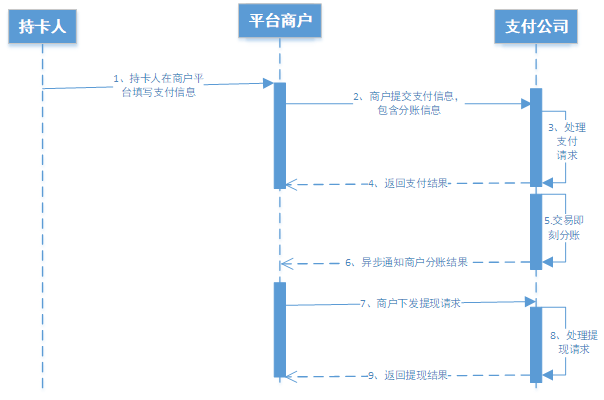 持卡人
平台商户
支付公司
1、持卡人在商户平
台填写支付信息
2、商户提交支付信息，
包含分账信息
3、处理
支付
请求
4、返回支付结果
5.交易即
刻分账
6、异步通知商户分账结果
7、商户下发提现请求
8、处理提
现请求
9、返回提现结果